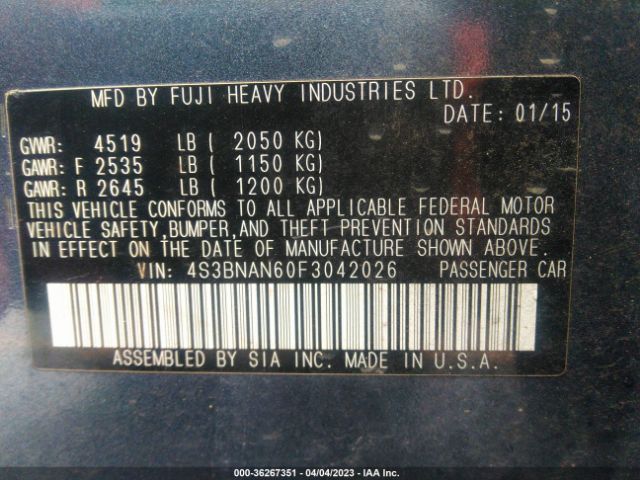 MFD BY FUJI HEAVY INDUSTRIES LTD.
DATE: 01/15
GVWR: 4519 LB ( 2050 KG)
GAWR: F 2535 LB ( 1150 KG)
GAWR: R 2645 LB ( 1200 KG)
THIS VEHICLE CONFORMS TO ALL APPLICABLE FEDERAL MOTOR
VEHICLE SAFETY,BUMPER,AND THEFT PREVENTION STANDARDS
IN EFFECT ON THE DATE OF MANUFACTURE SHOWN ABOVE.
VIN: 4S3BNAN60F3042026 PASSENGER CAR
ASSEMBLED BY SIA INC. MADE IN U.S.A.
000-36267351 - 04/04/2023 - IAA Inc.